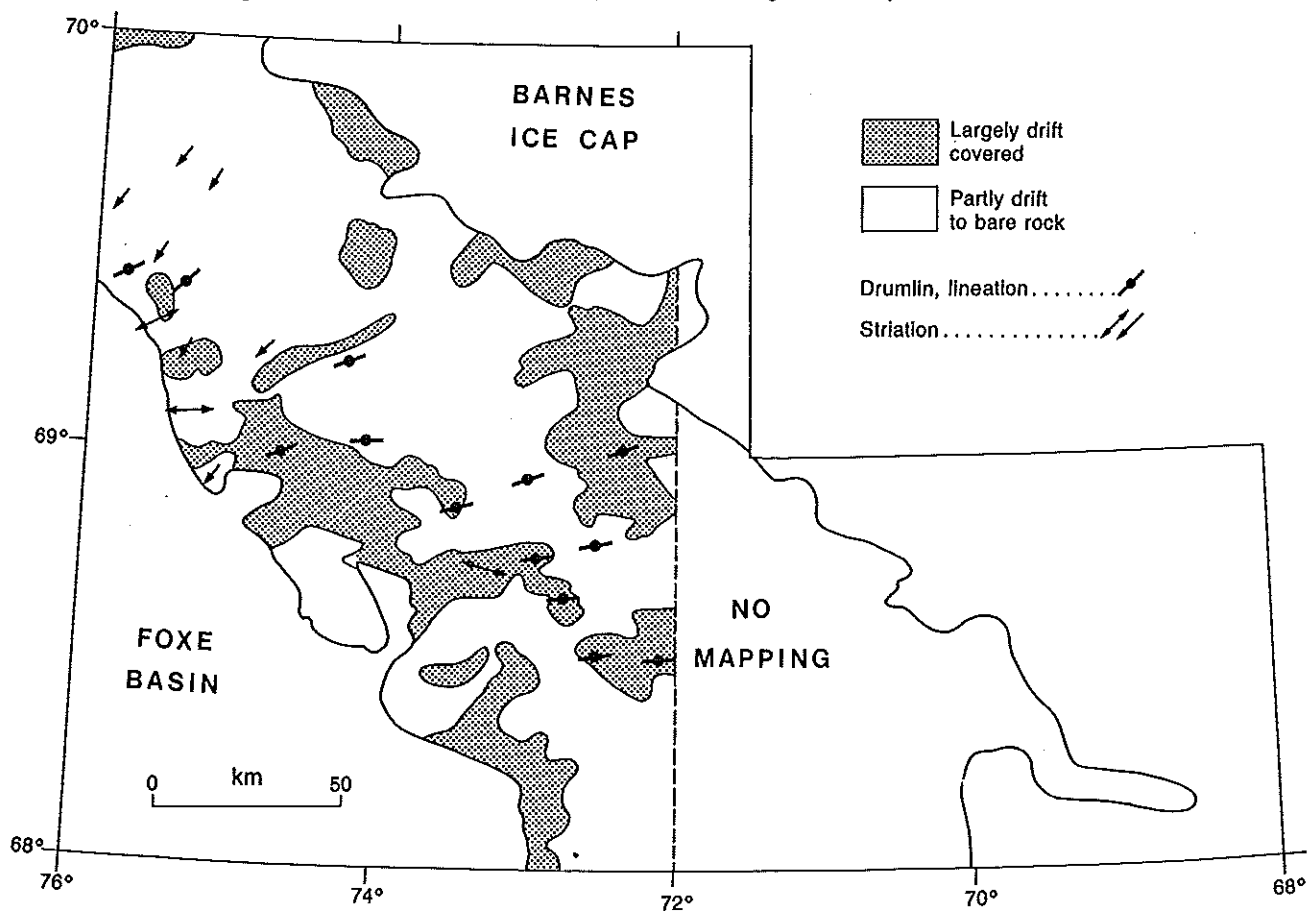 70°
BARNES
ICE CAP
Largely drift
covered
Partly drift
to bare rock
Drumlin, lineation........
Striation..............
69°
NO
MAPPING
FOXE
BASIN
0 km 50
68°
76°
74°
72°
70°
68°